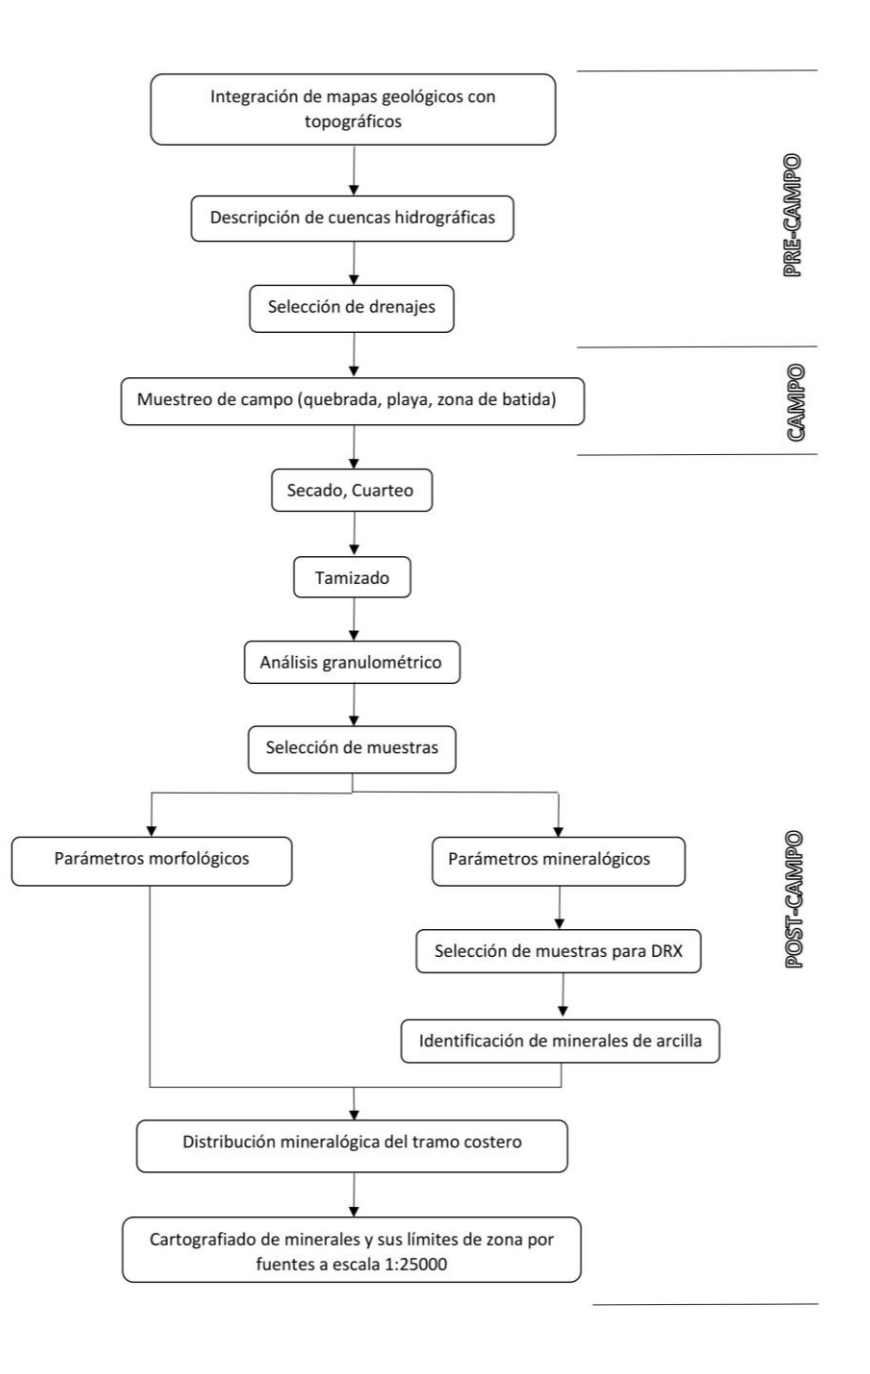 Integración de mapas geológicos con
topográficos
PRE-CAMPO
Descripción de cuencas hidrográficas
Selección de drenajes
Muestreo de campo (quebrada, playa, zona de batida)
CAMPO
Secado, Cuarteo
Tamizado
Análisis granulométrico
Selección de muestras
Parámetros morfológicos
Parámetros mineralógicos
POST-CAMPO
Selección de muestras para DRX
Identificación de minerales de arcilla
Distribución mineralógica del tramo costero
Cartografiado de minerales y sus límites de zona por
fuentes a escala 1:25000